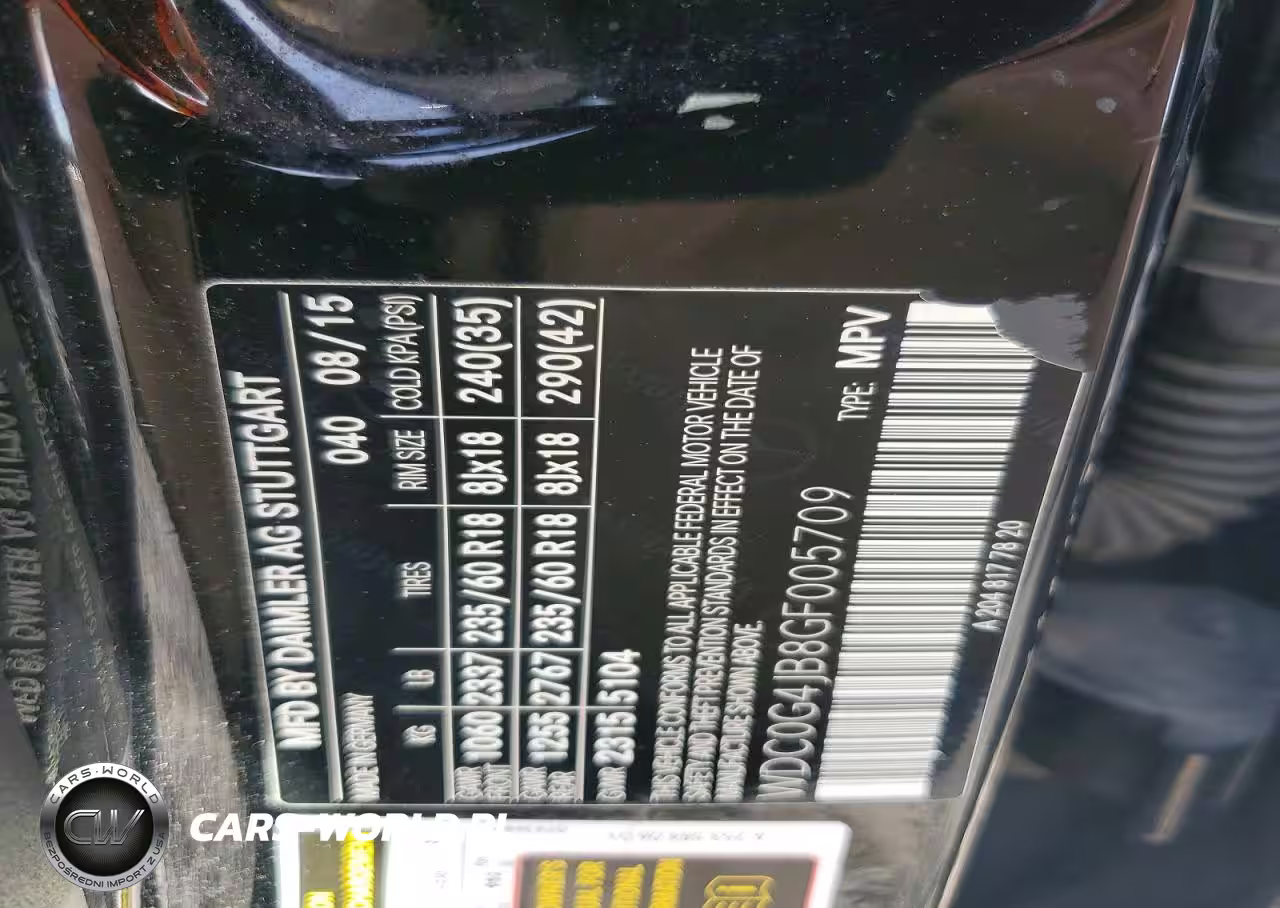 MFD BY DAIMLER AG STUTTGART
MADE IN GERMANY 040 08/15
KG LB TIRES RIM SIZE COLD KPA(PSI)
GAWR FRONT 1060 2337 235/60 R18 8Jx18 240(35)
GAWR RER 1255 2767 235/60 R18 8Jx18 290(42)
GVWR 2315 5104
THIS VEHICLE CONFORMS TO ALL APPLICABLE FEDERAL MOTOR VEHICLE
SAFETY AND THEFT PREVENTION STANDARDS IN EFFECT ON THE DATE OF
MANUFACTURE SHOWN ABOVE.
WDC0G4JB8GF005709 TYPE: MPV
A 204 817 78 20
CARS-WORLD
CW
BEZPOŚREDNI IMPORT Z USA
CARS-WORLD.PL